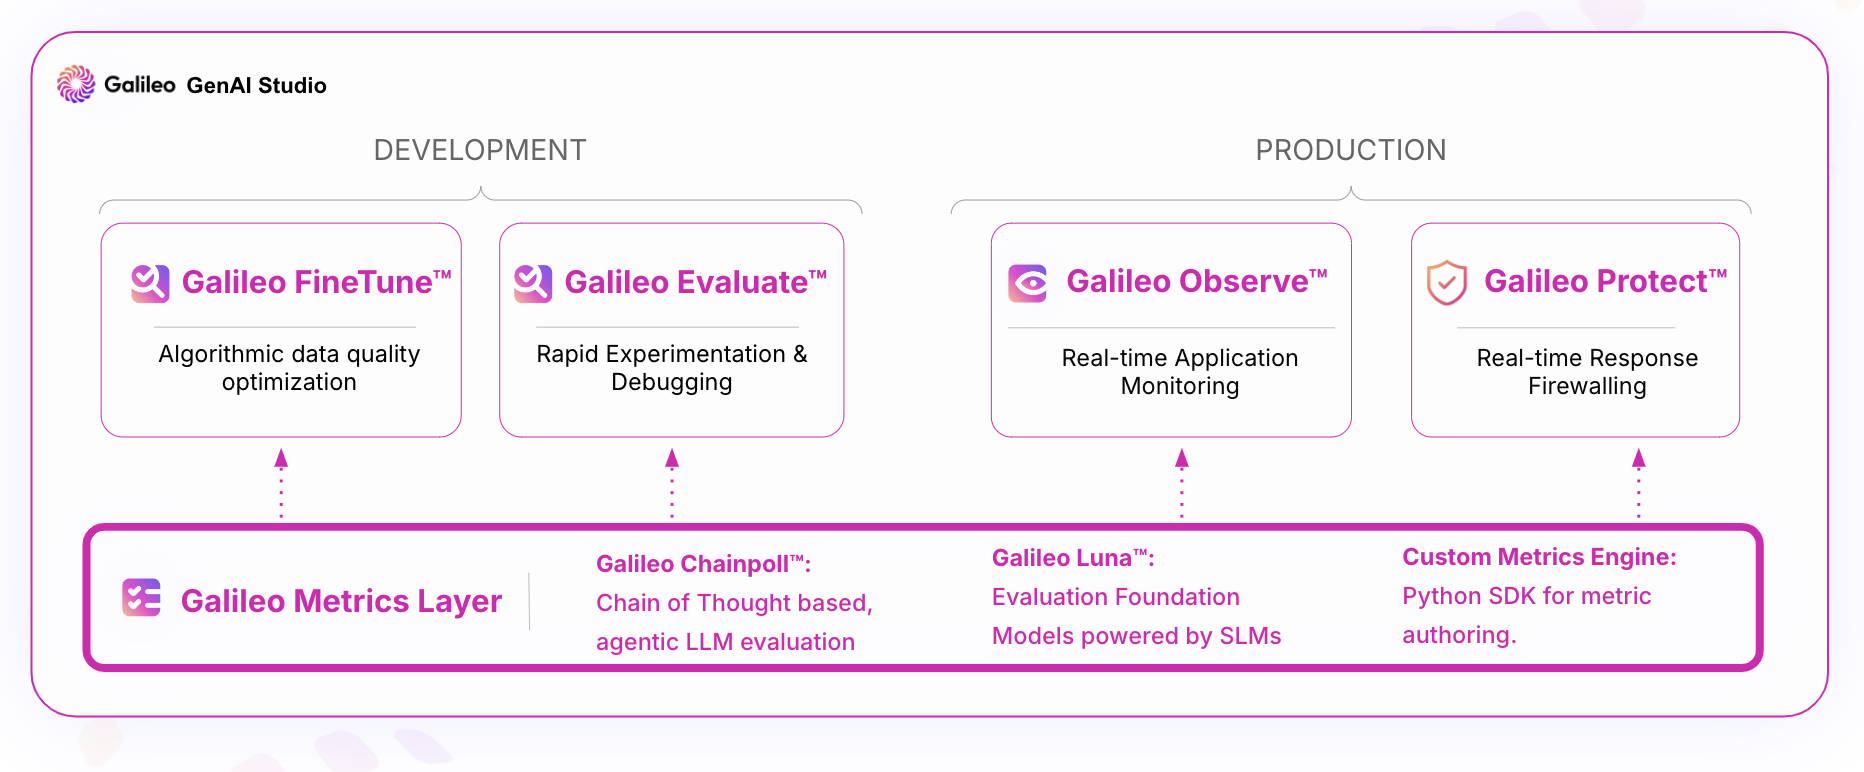 Galileo GenAI Studio
DEVELOPMENT
PRODUCTION
Galileo FineTune™
Algorithmic data quality
optimization
Galileo Evaluate™
Rapid Experimentation &
Debugging
Galileo Observe™
Real-time Application
Monitoring
Galileo Protect™
Real-time Response
Firewalling
Galileo Metrics Layer
Galileo Chainpoll™:
Chain of Thought based,
agentic LLM evaluation
Galileo Luna™:
Evaluation Foundation
Models powered by SLMs
Custom Metrics Engine:
Python SDK for metric
authoring.